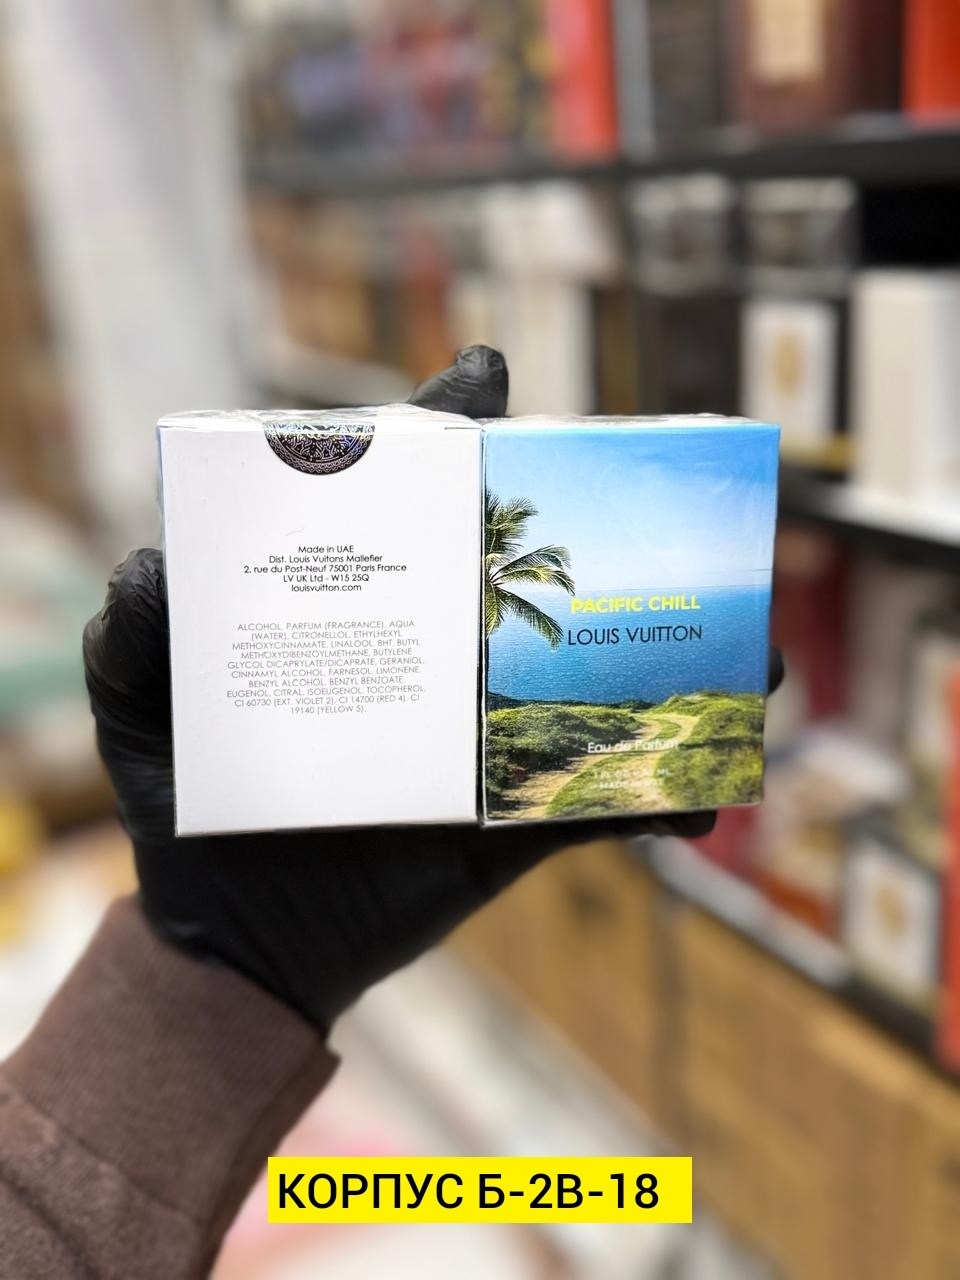 Made in UAE
Dist. Louis Vuitons Mallefier
2, rue du Post-Neuf 75001 Paris France
LV UK Ltd - W15 25Q
louisvuitton.com
ALCOHOL, PARFUM (FRAGRANCE), AQUA
(WATER), CITRONELLOL, ETHYLHEXYL
METHOXYCINNAMATE, LINALOOL, BHT, BUTYL
METHOXYDIBENZOYLMETHANE, BUTYLENE
GLYCOL DICAPRYLATE/DICAPRATE, GERANIOL,
CINNAMYL ALCOHOL, FARNESOL, LIMONENE,
BENZYL ALCOHOL, BENZYL BENZOATE,
EUGENOL, CITRAL, ISOEUGENOL, TOCOPHEROL,
CI 60730 (EXT. VIOLET 2), CI 14700 (RED 4), CI
19140 (YELLOW 5).
PACIFIC CHILL
LOUIS VUITTON
Eau de Parfum
КОРПУС Б-2В-18